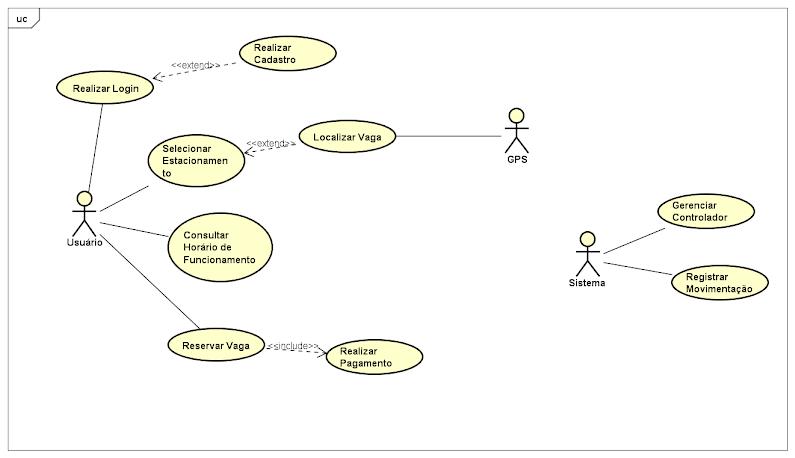 uc
Realizar
Cadastro
<<extend>>
Realizar Login
Selecionar
Estacionamen
to
<<extend>>
Localizar Vaga
GPS
Usuário
Consultar
Horário de
Funcionamento
Gerenciar
Controlador
Sistema
Registrar
Movimentação
Reservar Vaga
<<include>>
Realizar
Pagamento